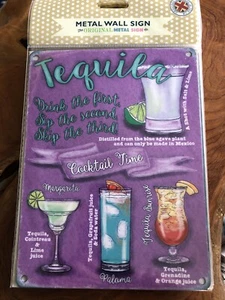 METAL WALL SIGN
ORIGINAL METAL SIGN
Tequila
Drink the first,
Sip the second
Skip the third!
A Shot with Salt & Lime
Distilled from the blue agave plant
and can only be made in Mexico
Cocktail Time
Margarita
Tequila,
Cointreau
&
Lime
juice
Tequila, Grapefruit juice
& Soda water
Paloma
Tequila Sunrise
Tequila,
Grenadine
& Orange juice